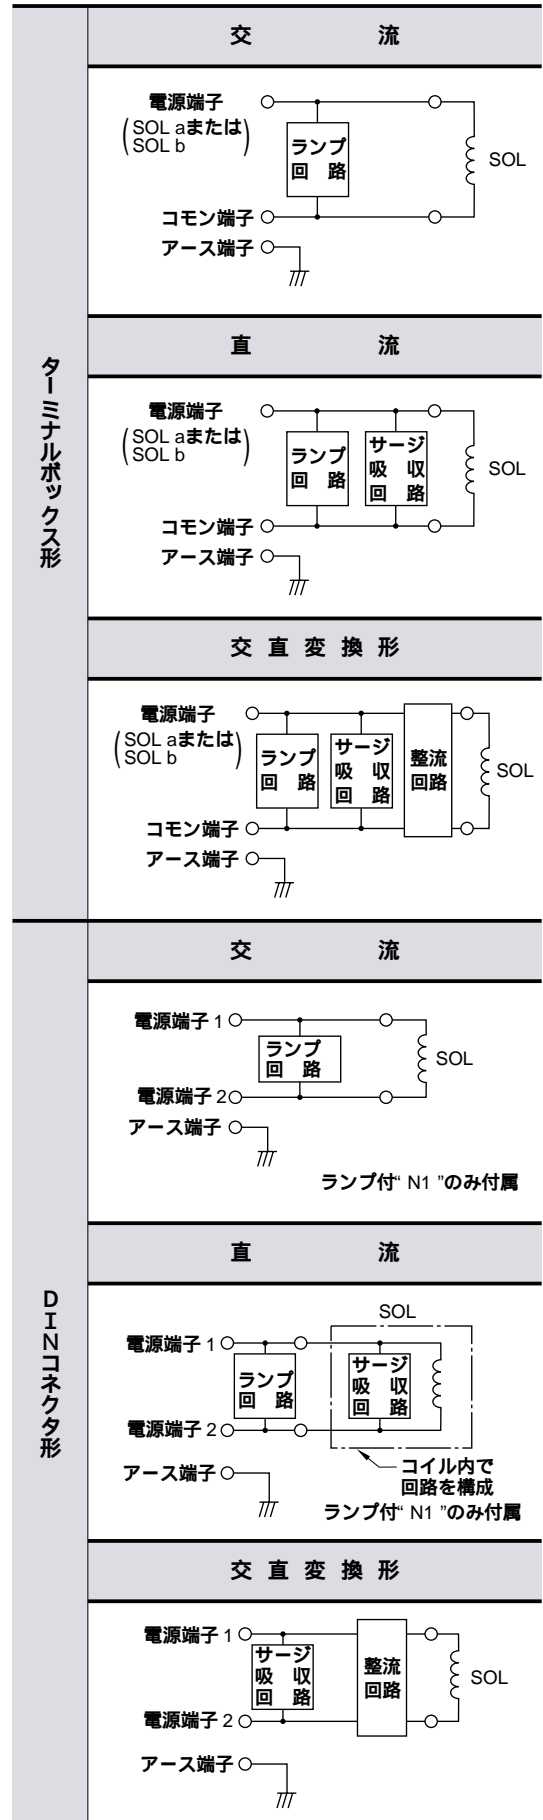 ターミナルボックス形
交 流
電源端子
(SOL aまたは
SOL b)
ランプ
回 路
SOL
コモン端子
アース端子
直 流
電源端子
(SOL aまたは
SOL b)
ランプ
回 路
サージ
吸 収
回 路
SOL
コモン端子
アース端子
交直変換形
電源端子
(SOL aまたは
SOL b)
ランプ
回 路
サージ
吸 収
回 路
整流
回路
SOL
コモン端子
アース端子
DINコネクタ形
交 流
電源端子 1
ランプ
回 路
SOL
電源端子 2
アース端子
ランプ付“ N1 ”のみ付属
直 流
SOL
電源端子 1
ランプ
回 路
サージ
吸 収
回 路
電源端子 2
アース端子
コイル内で
回路を構成
ランプ付“ N1 ”のみ付属
交直変換形
電源端子 1
サージ
吸 収
回 路
整流
回路
SOL
電源端子 2
アース端子